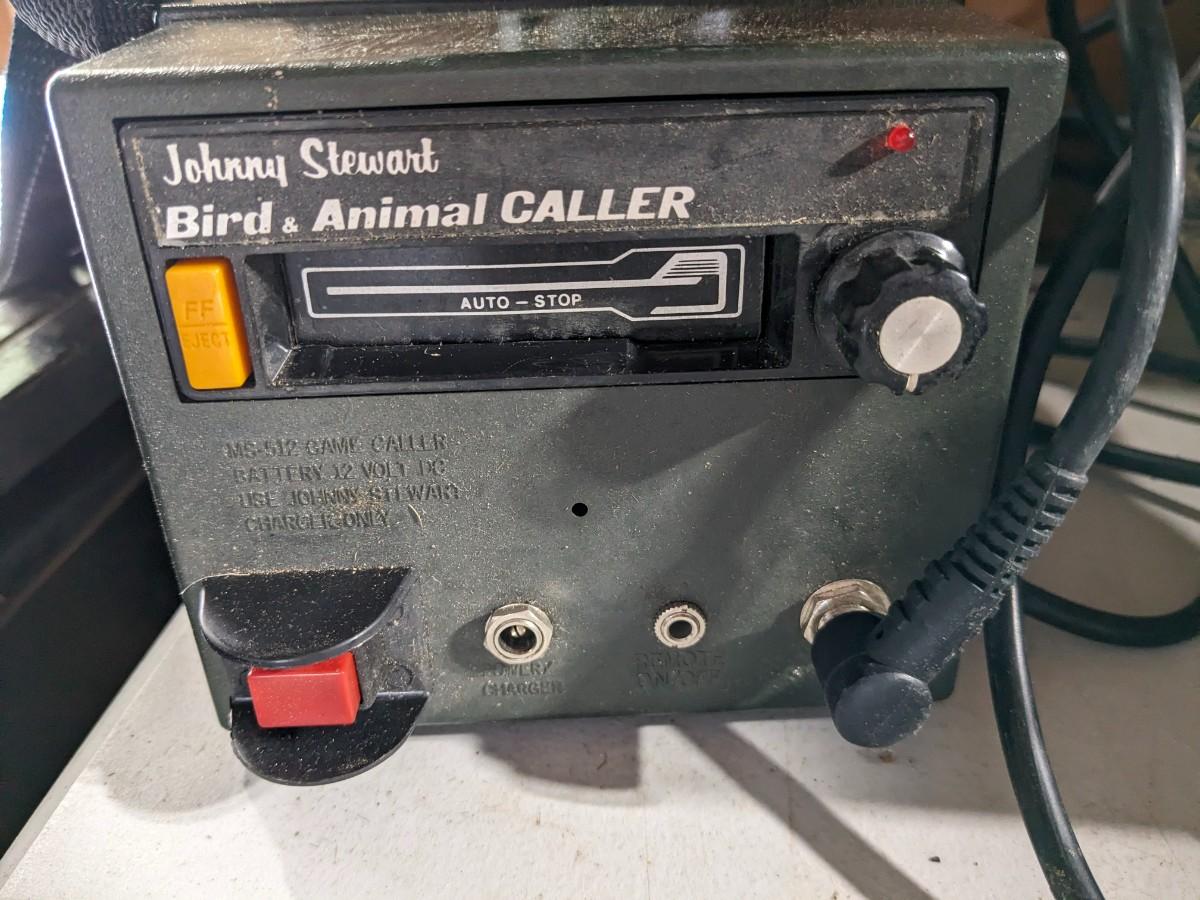 Johnny Stewart
Bird & Animal CALLER
FF
EJECT
AUTO - STOP
MS-512 GAME CALLER
BATTERY 12 VOLT DC
USE JOHNNY STEWART
CHARGER ONLY
POWER/
CHARGER
REMOTE
ON/OFF